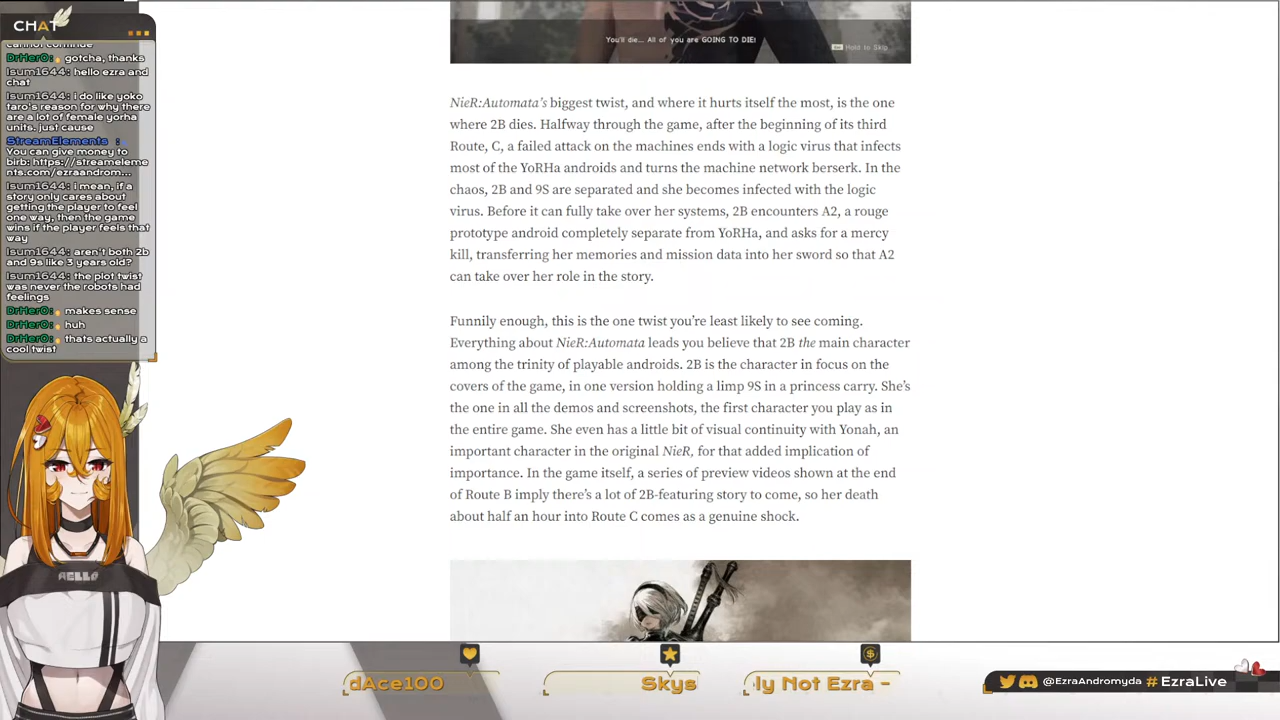 CHAT
cannot continue
DrHer0: gotcha, thanks
Isum1644: hello ezra and
chat
Isum1644: i do like yoko
taro's reason for why there
are a lot of female yorha
units. just cause
StreamElements :
You can give money to
birb: https://streameleme
nts.com/ezraandrom...
Isum1644: i mean, if a
story only cares about
getting the player to feel
one way, then the game
wins if the player feels that
way
Isum1644: aren't both 2b
and 9s like 3 years old?
Isum1644: the plot twist
was never the robots had
feelings
DrHer0: makes sense
DrHer0: huh
DrHer0: thats actually a
cool twist
You'll die... All of you are GOING TO DIE!
Hold to Skip
NieR:Automata's biggest twist, and where it hurts itself the most, is the one
where 2B dies. Halfway through the game, after the beginning of its third
Route, C, a failed attack on the machines ends with a logic virus that infects
most of the YoRHa androids and turns the machine network berserk. In the
chaos, 2B and 9S are separated and she becomes infected with the logic
virus. Before it can fully take over her systems, 2B encounters A2, a rouge
prototype android completely separate from YoRHa, and asks for a mercy
kill, transferring her memories and mission data into her sword so that A2
can take over her role in the story.
Funnily enough, this is the one twist you're least likely to see coming.
Everything about NieR:Automata leads you believe that 2B the main character
among the trinity of playable androids. 2B is the character in focus on the
covers of the game, in one version holding a limp 9S in a princess carry. She's
the one in all the demos and screenshots, the first character you play as in
the entire game. She even has a little bit of visual continuity with Yonah, an
important character in the original NieR, for that added implication of
importance. In the game itself, a series of preview videos shown at the end
of Route B imply there's a lot of 2B-featuring story to come, so her death
about half an hour into Route C comes as a genuine shock.
dAce100
Skys
ly Not Ezra -
@EzraAndromyda # EzraLive